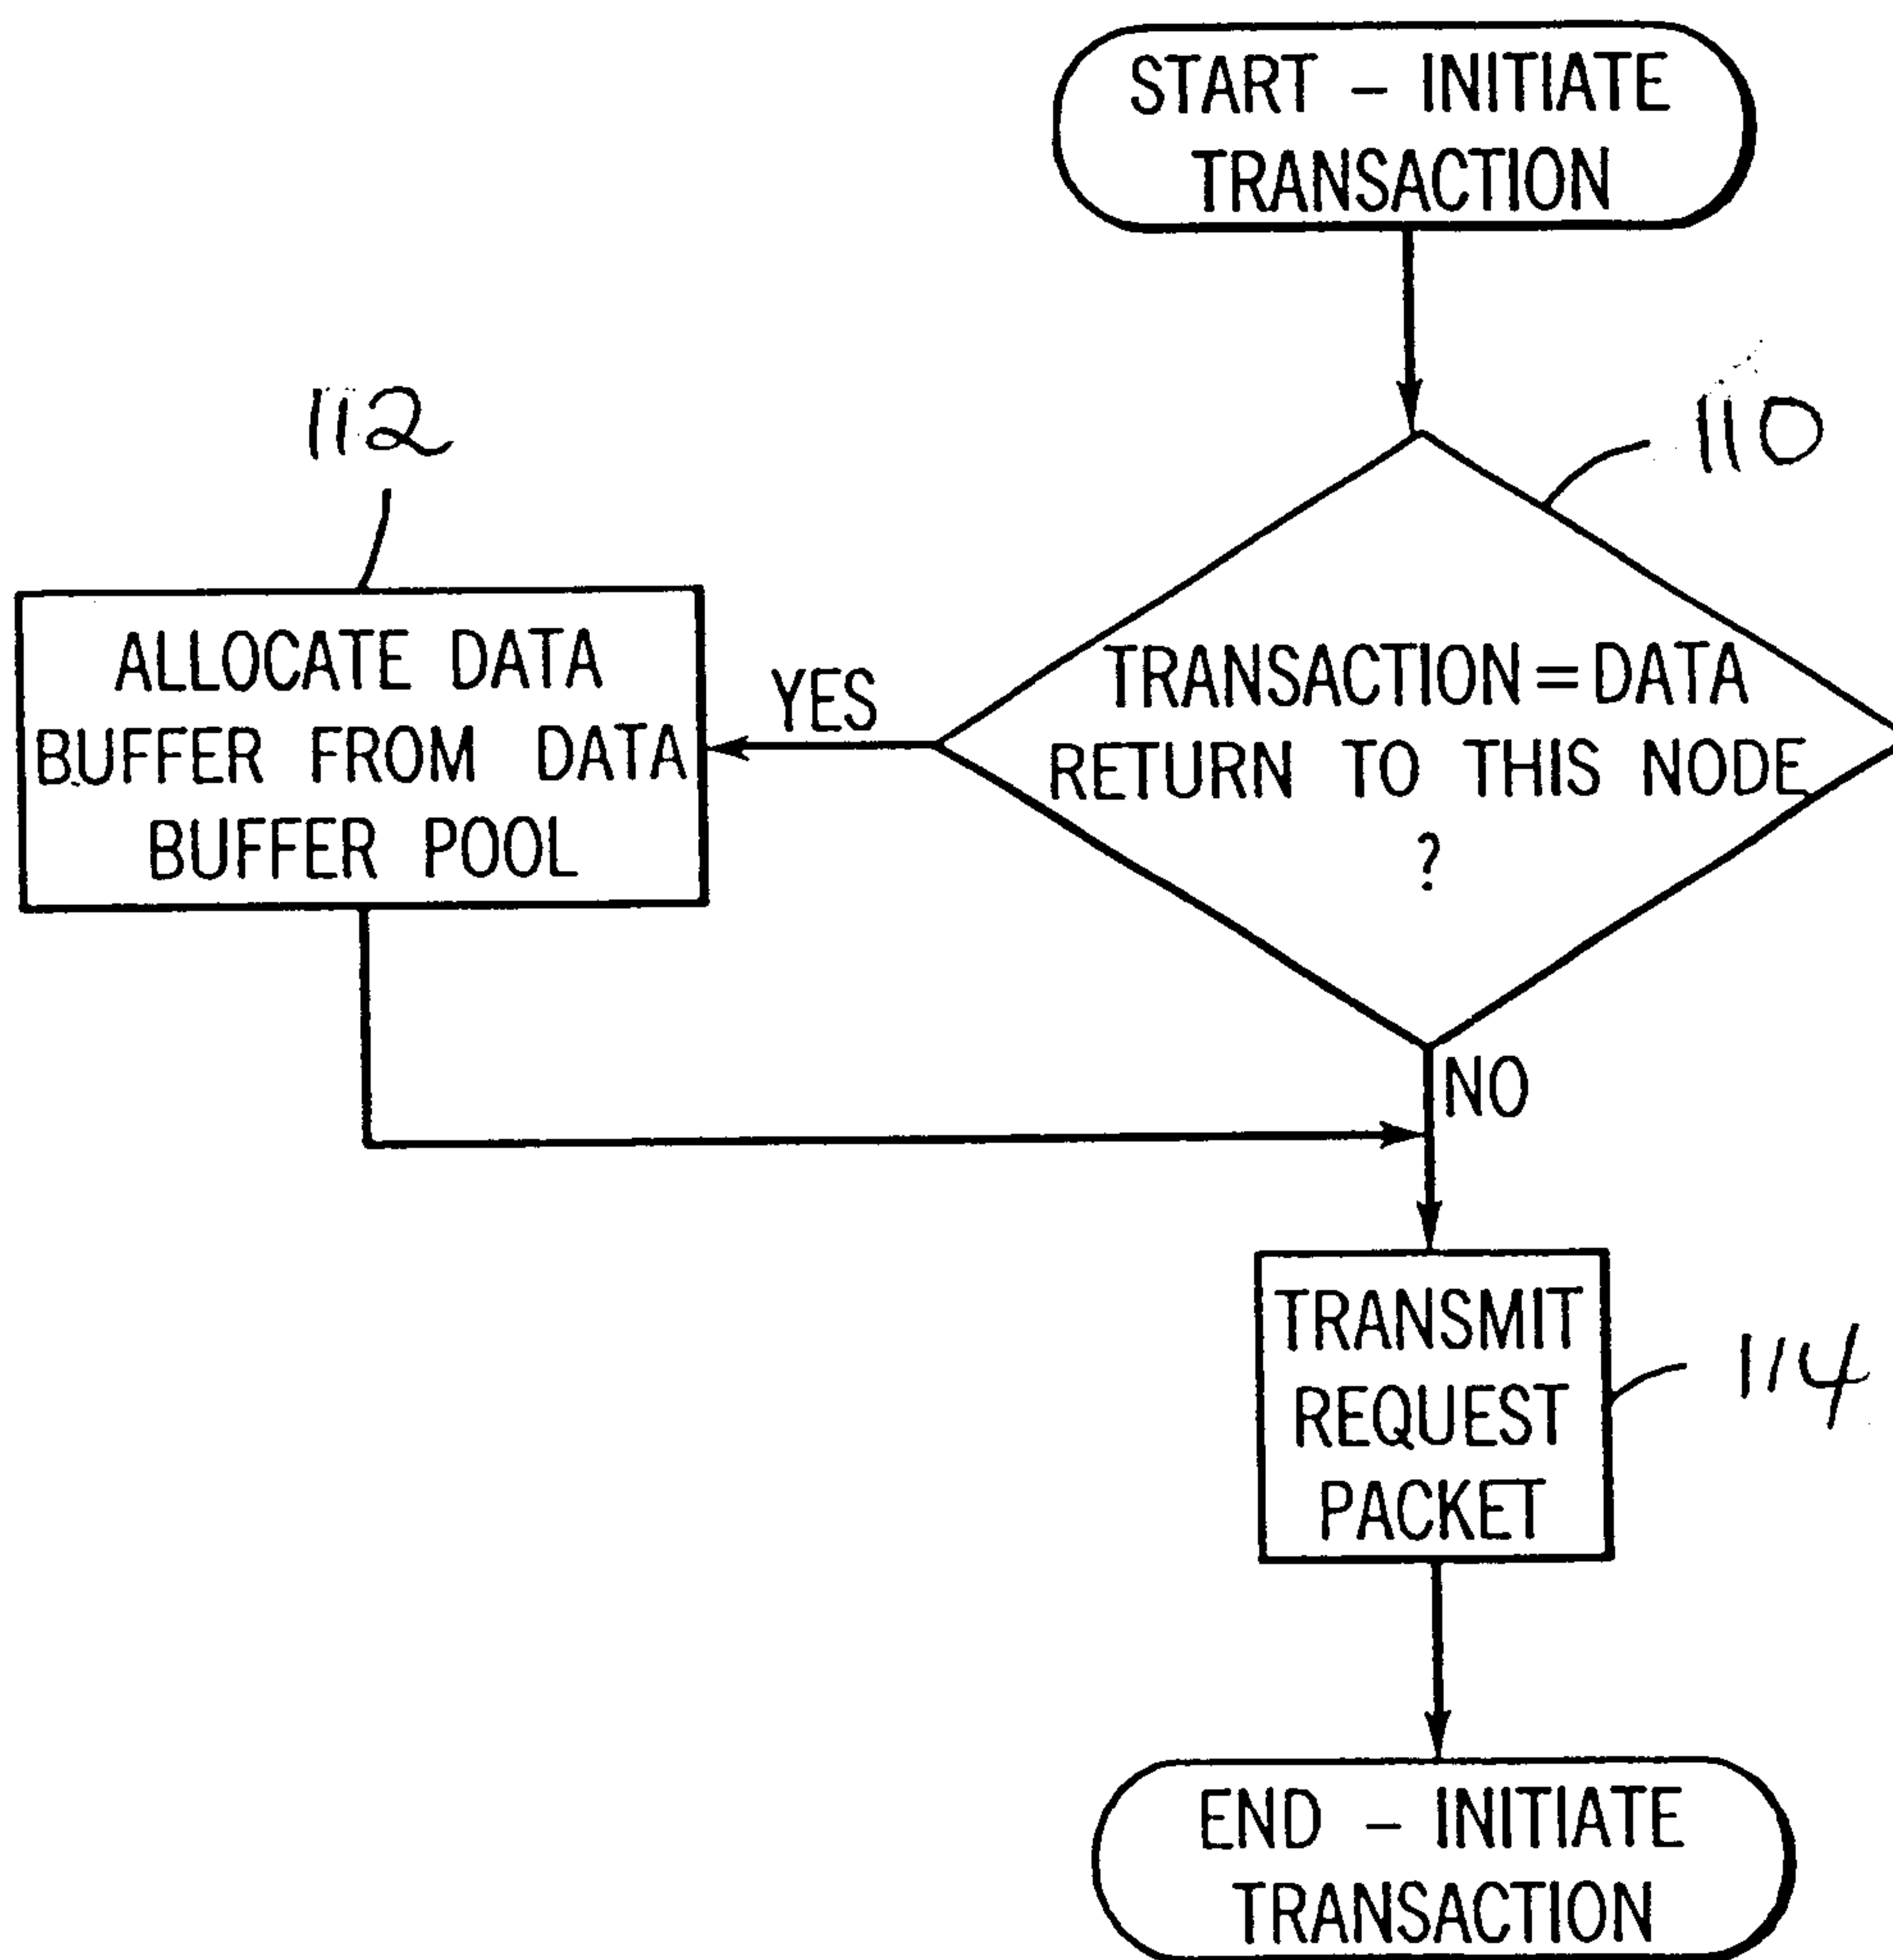 START – INITIATE
TRANSACTION
112
110
ALLOCATE DATA
BUFFER FROM DATA
BUFFER POOL
YES
TRANSACTION = DATA
RETURN TO THIS NODE
?
NO
TRANSMIT
REQUEST
PACKET
114
END – INITIATE
TRANSACTION